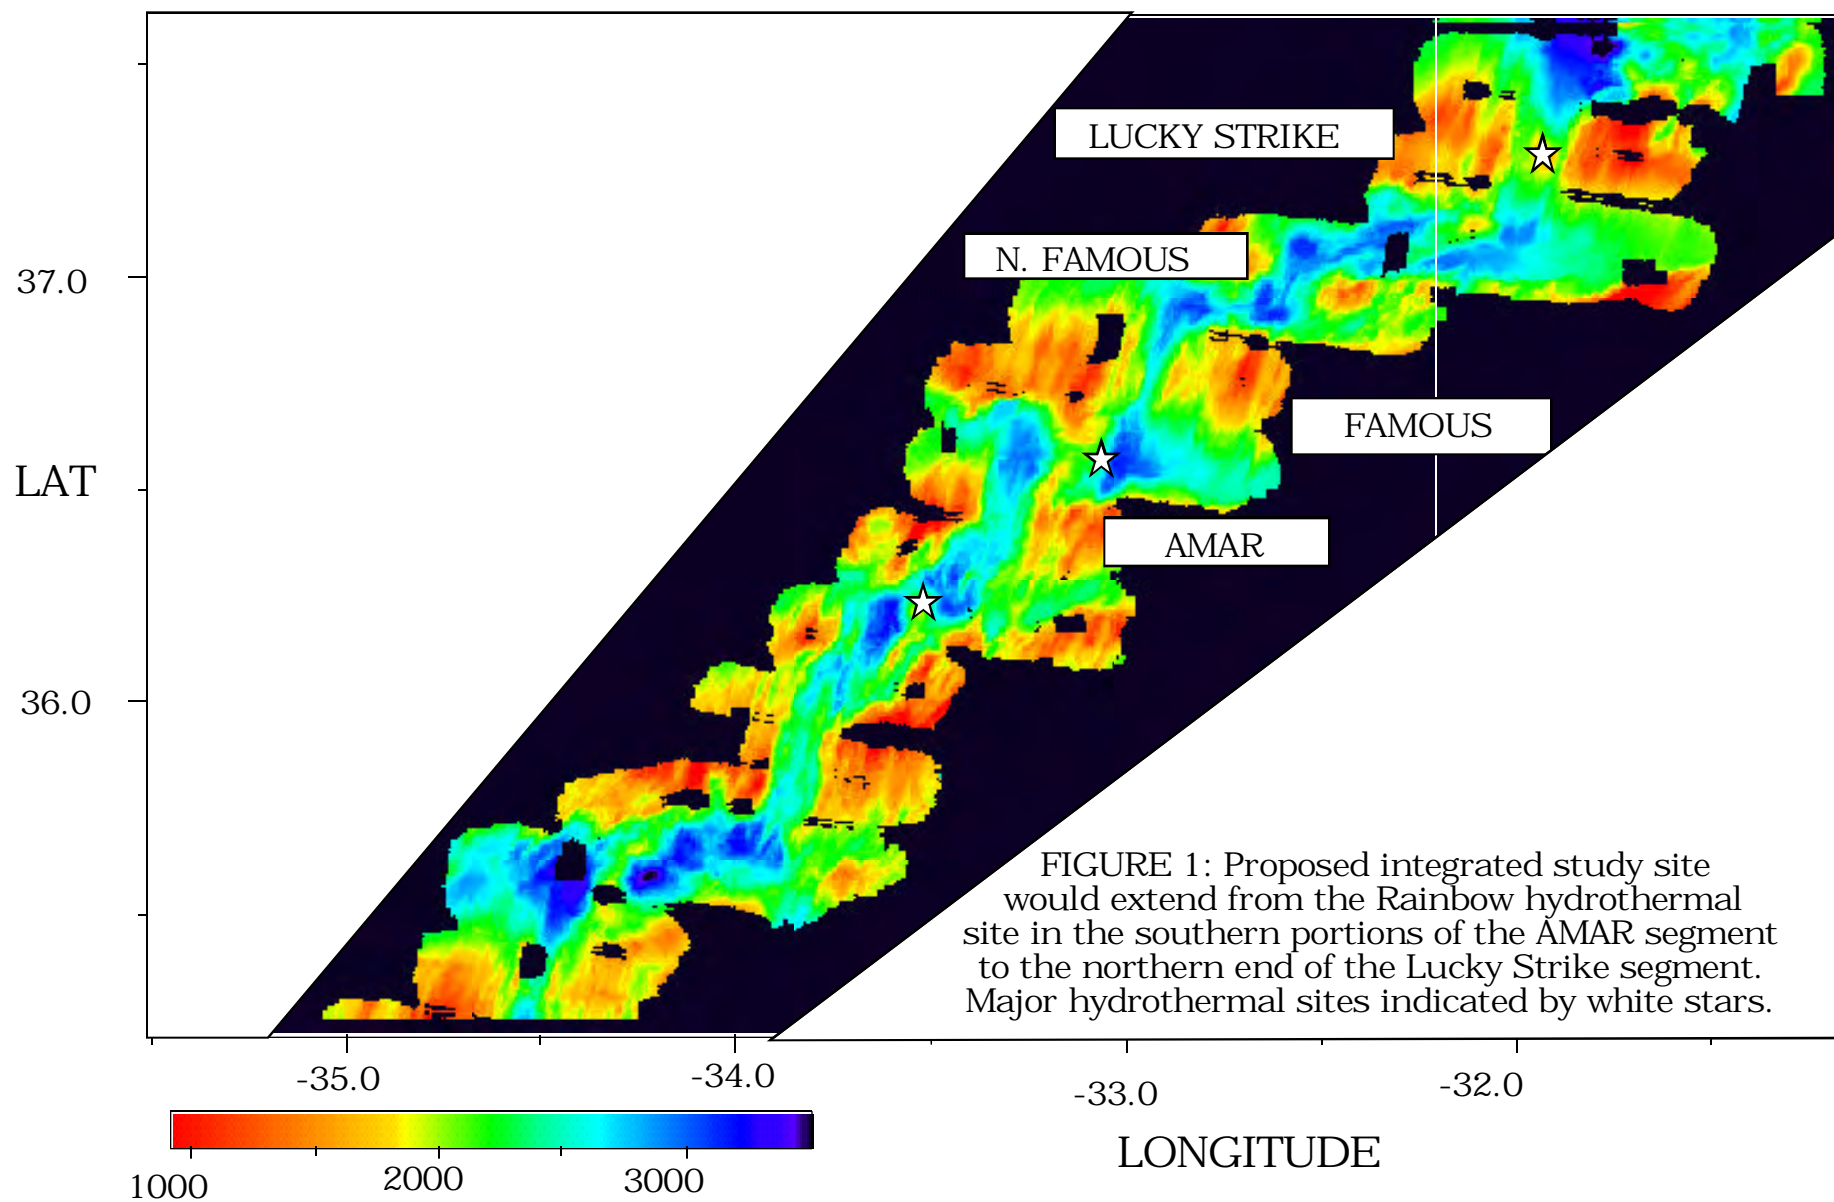 LUCKY STRIKE
N. FAMOUS
37.0
FAMOUS
LAT
AMAR
36.0
FIGURE 1: Proposed integrated study site
would extend from the Rainbow hydrothermal
site in the southern portions of the AMAR segment
to the northern end of the Lucky Strike segment.
Major hydrothermal sites indicated by white stars.
-35.0
-34.0
-33.0
-32.0
LONGITUDE
1000
2000
3000